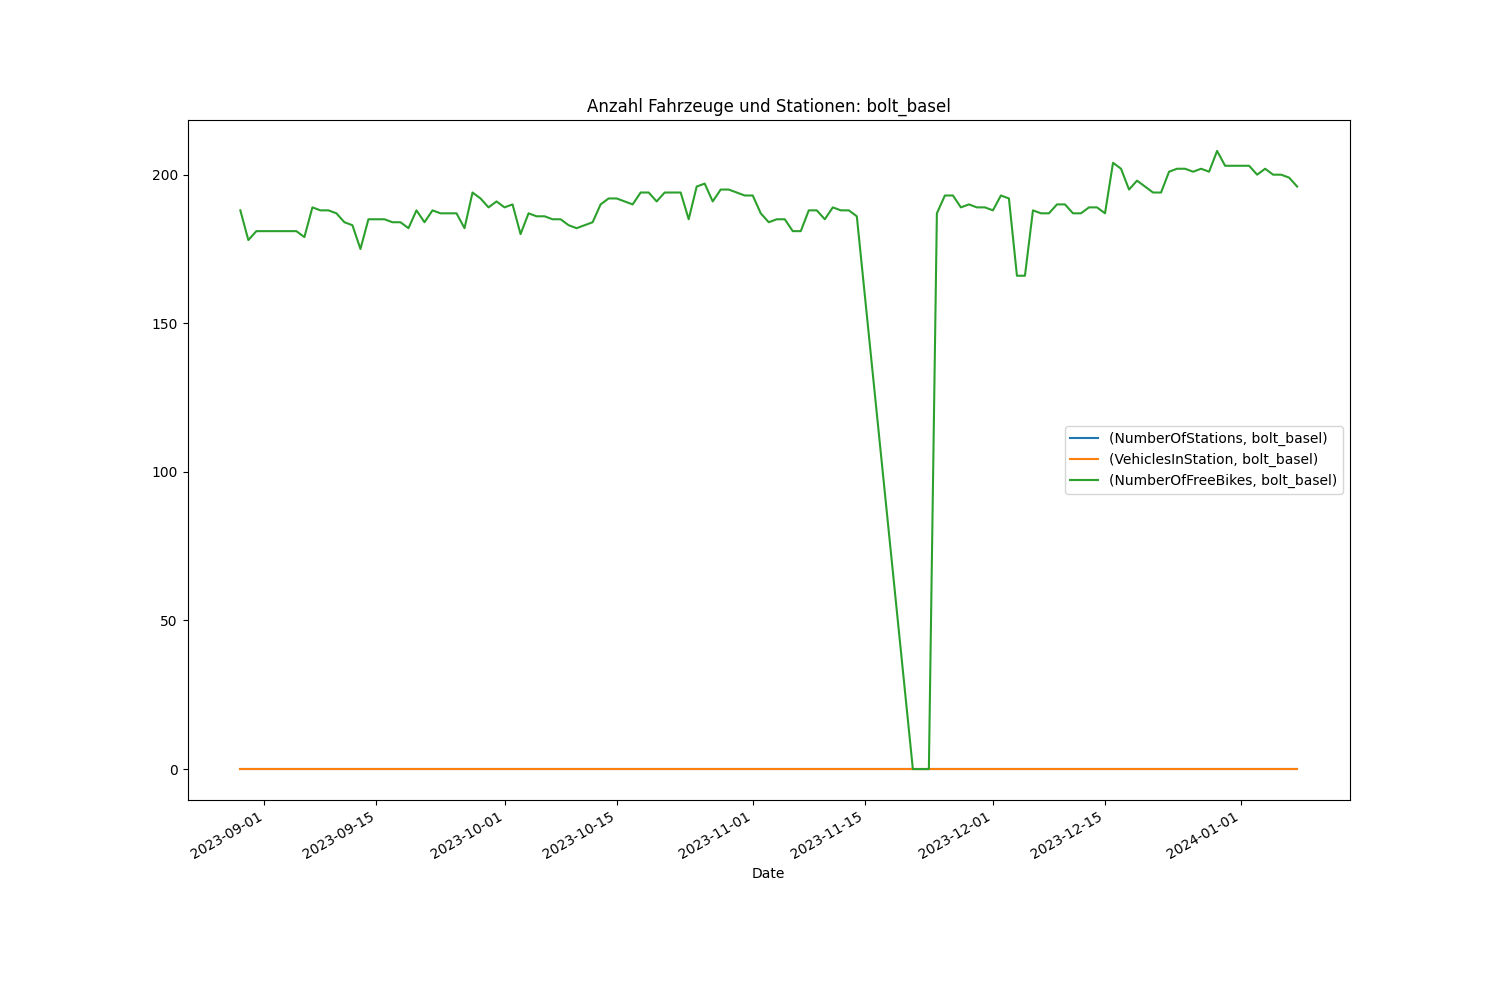 Anzahl Fahrzeuge und Stationen: bolt_basel
200
150
100
50
0
(NumberOfStations, bolt_basel)
(VehiclesInStation, bolt_basel)
(NumberOfFreeBikes, bolt_basel)
2023-09-01
2023-09-15
2023-10-01
2023-10-15
2023-11-01
2023-11-15
2023-12-01
2023-12-15
2024-01-01
Date